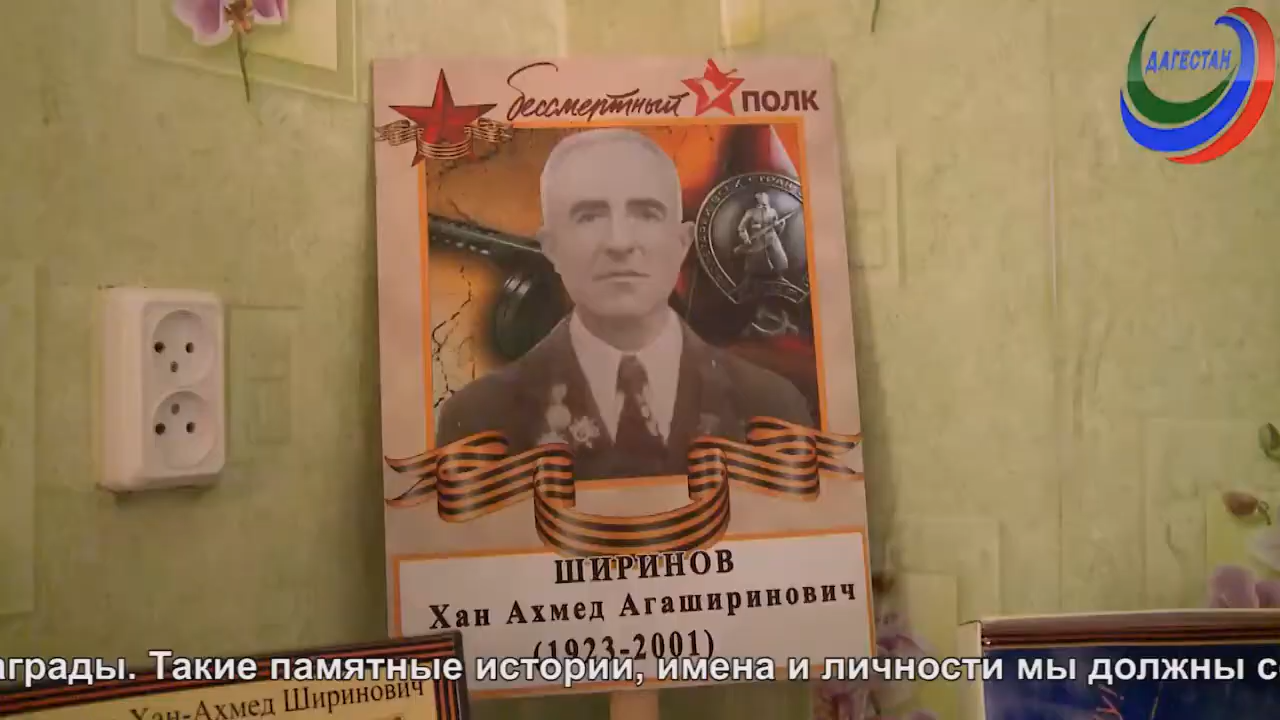 бессмертный ПОЛК
ДАГЕСТАН
ШИРИНОВ
Хан Ахмед Агаширинович
(1923-2001)
аграды. Такие памятные истории, имена и личности мы должны с
Хан-Ахмед Ширинович